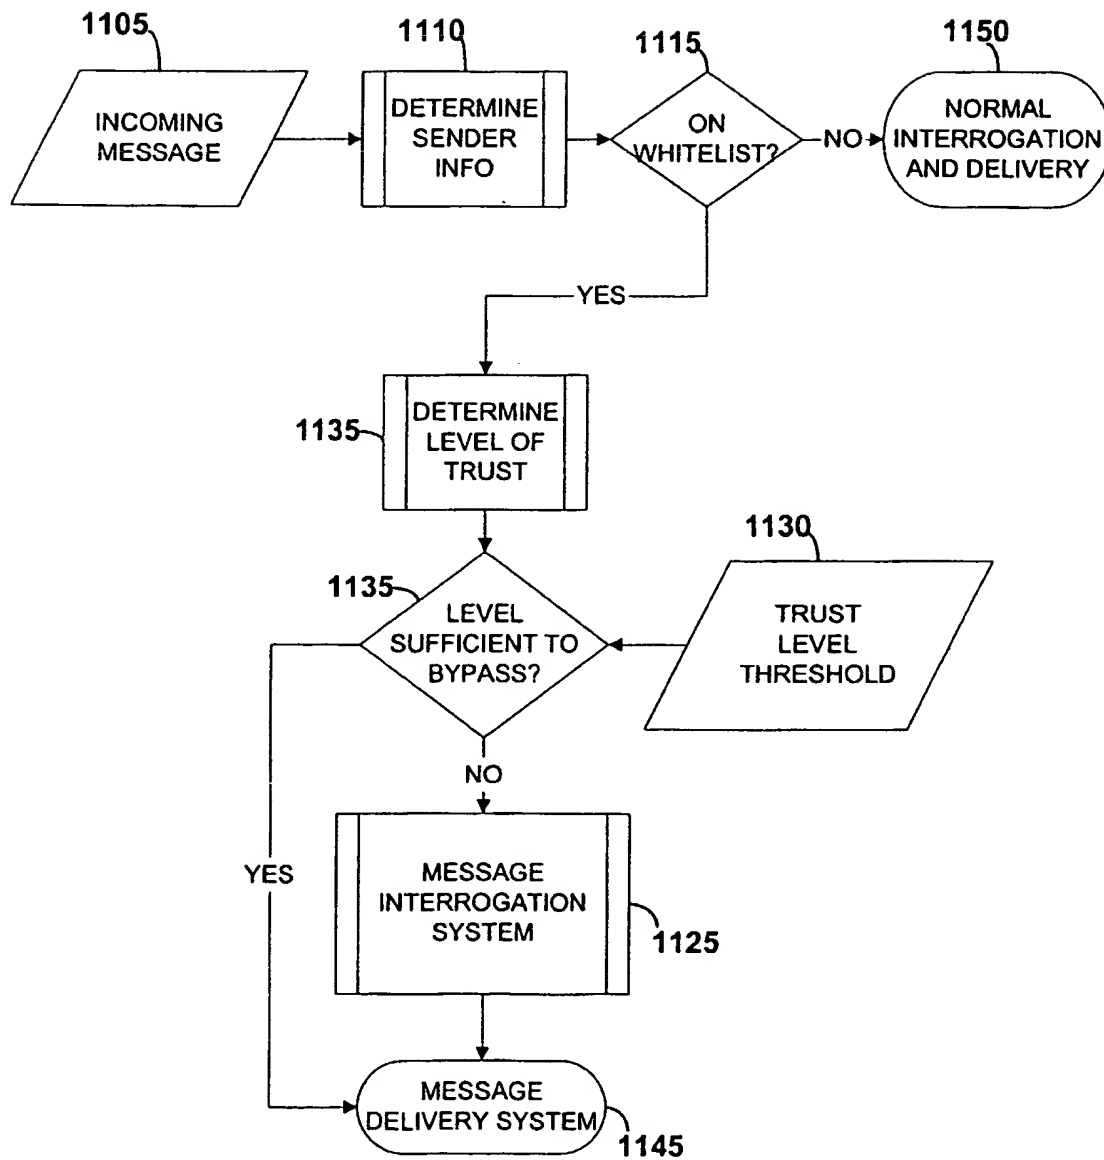 1105
1110
1115
1150
INCOMING
MESSAGE
DETERMINE
SENDER
INFO
ON
WHITELIST?
NO
NORMAL
INTERROGATION
AND DELIVERY
YES
1135
DETERMINE
LEVEL OF
TRUST
1130
1135
LEVEL
SUFFICIENT TO
BYPASS?
TRUST
LEVEL
THRESHOLD
NO
YES
MESSAGE
INTERROGATION
SYSTEM
1125
MESSAGE
DELIVERY SYSTEM
1145